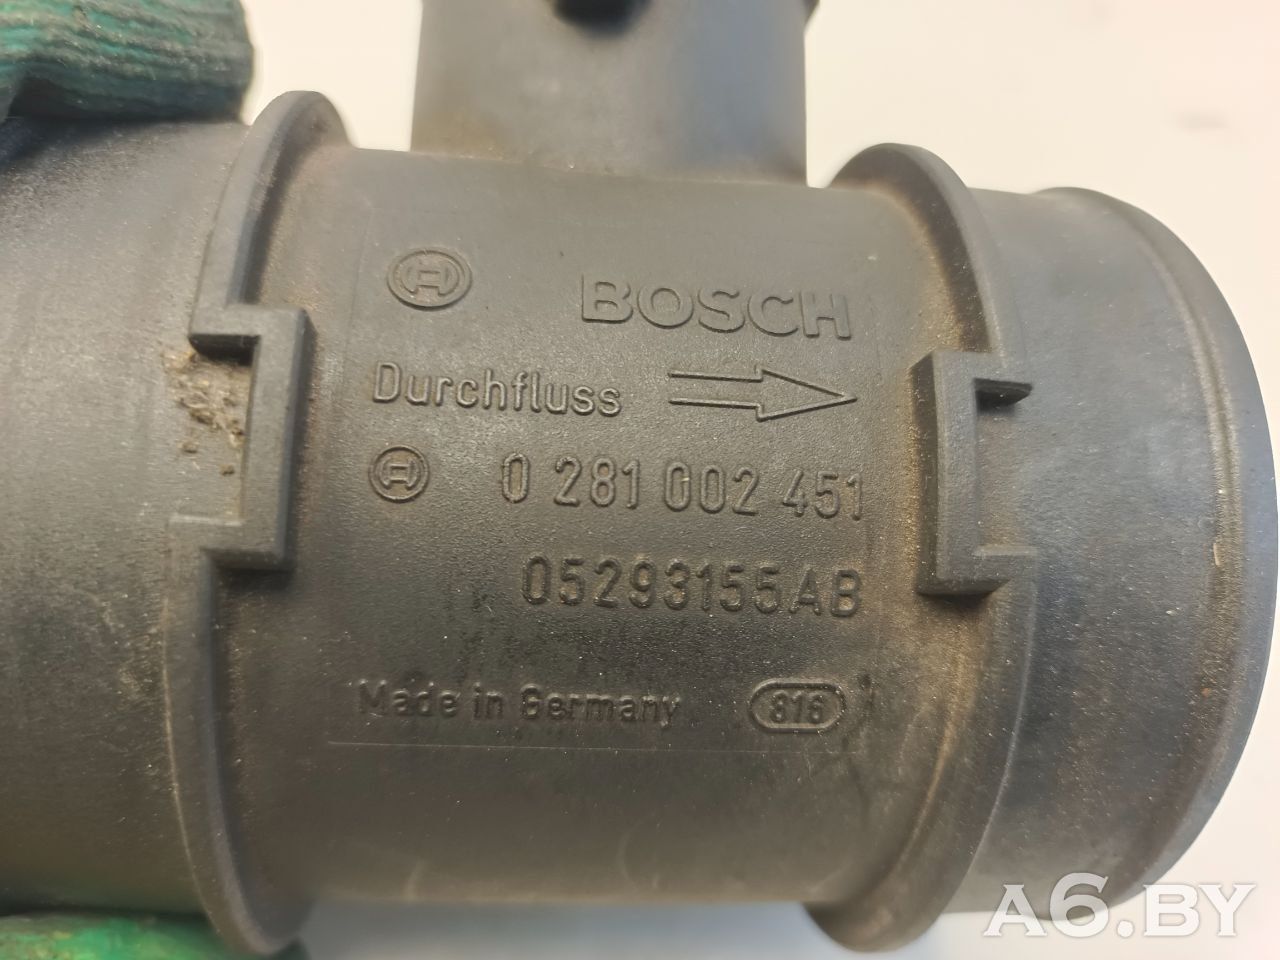 BOSCH
Durchfluss
0 281 002 451
05293155AB
Made in Germany 816
A6.BY